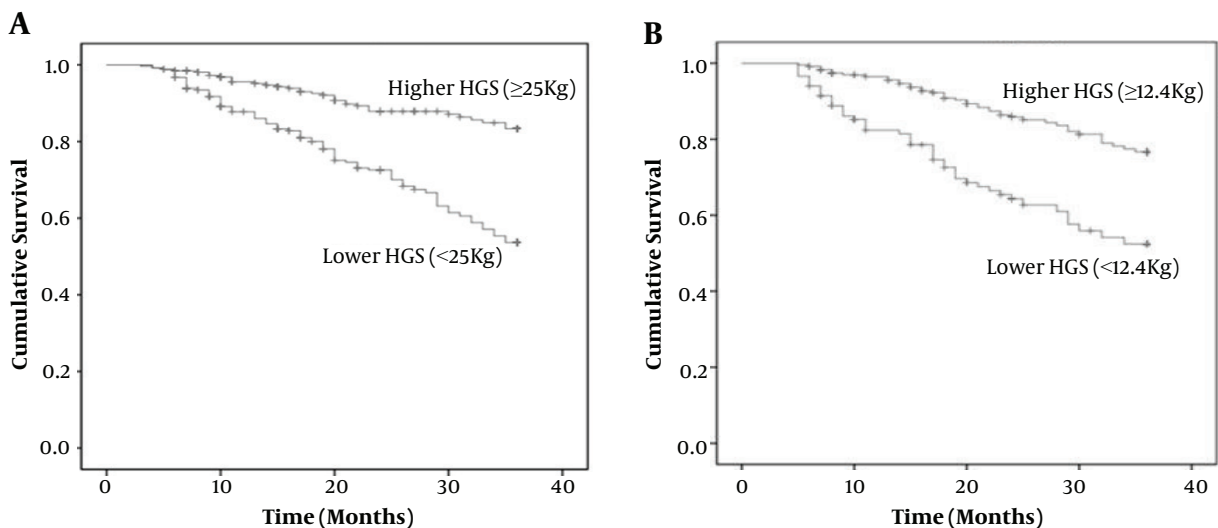 A
1.0
0.8
0.6
0.4
0.2
0.0
Cumulative Survival
Higher HGS (≥25Kg)
Lower HGS (<25Kg)
0 10 20 30 40
Time (Months)
B
1.0
0.8
0.6
0.4
0.2
0.0
Cumulative Survival
Higher HGS (≥12.4Kg)
Lower HGS (<12.4Kg)
0 10 20 30 40
Time (Months)